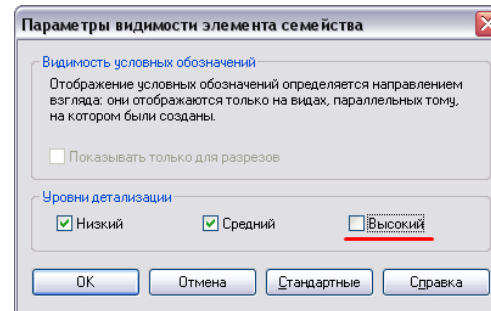 Параметры видимости элемента семейства
Видимость условных обозначений
Отображение условных обозначений определяется направлением
взгляда: они отображаются только на видах, параллельных тому,
на котором были созданы.
Показывать только для разрезов
Уровни детализации
Низкий Средний Высокий
ОК Отмена Стандартные Справка